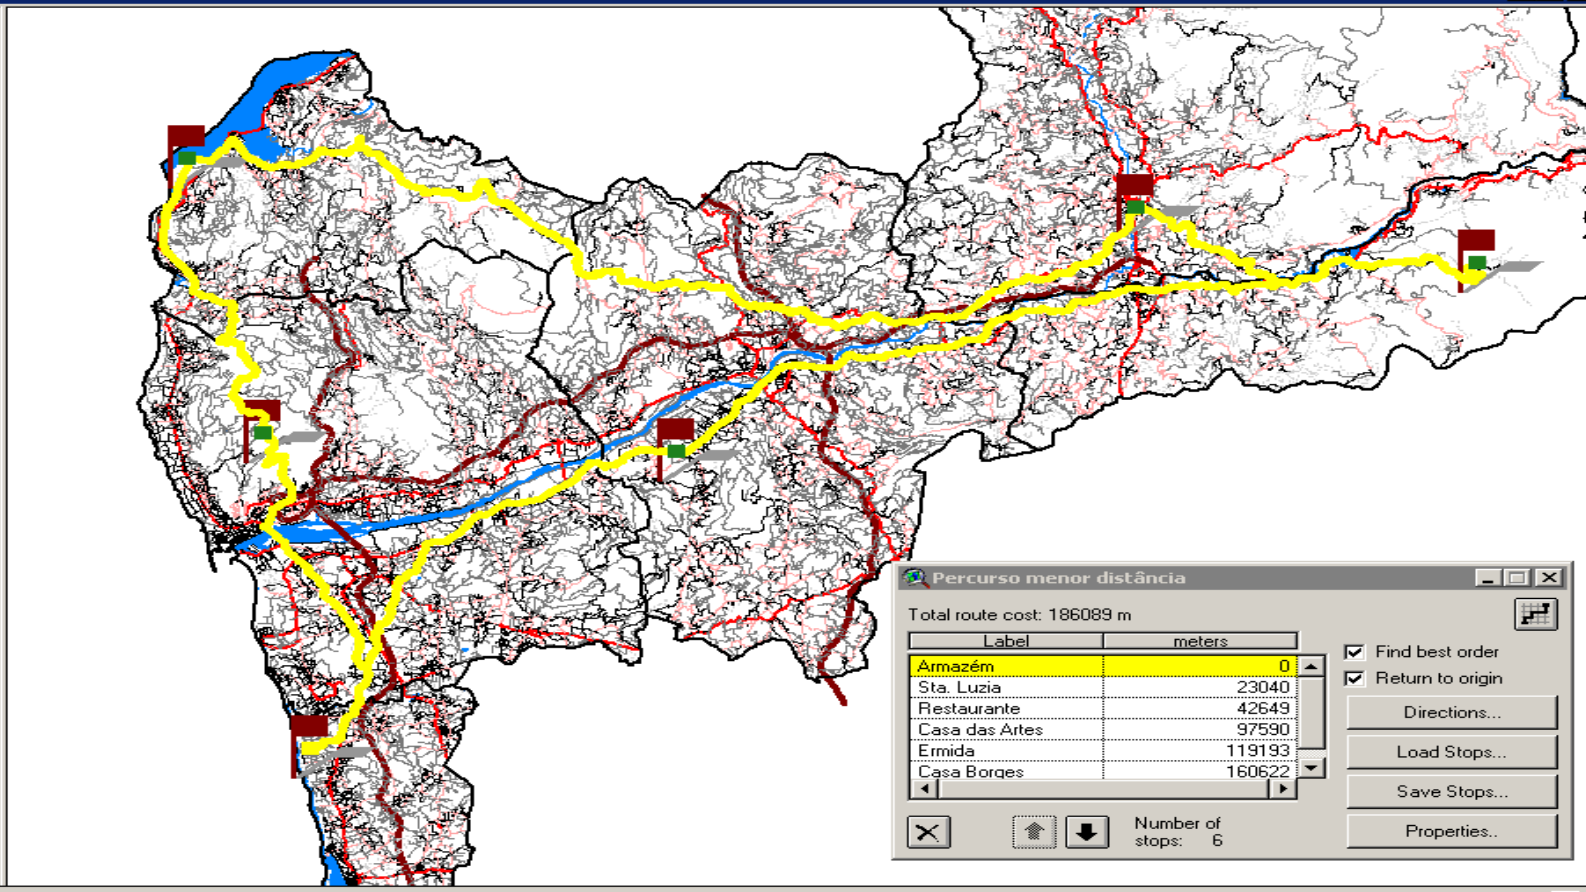 Percurso menor distância
Total route cost: 186089 m
Label meters
Armazém 0
Sta. Luzia 23040
Restaurante 42649
Casa das Artes 97590
Ermida 119193
Casa Borges 160622
Find best order
Return to origin
Directions...
Load Stops...
Save Stops...
Properties..
Number of
stops: 6